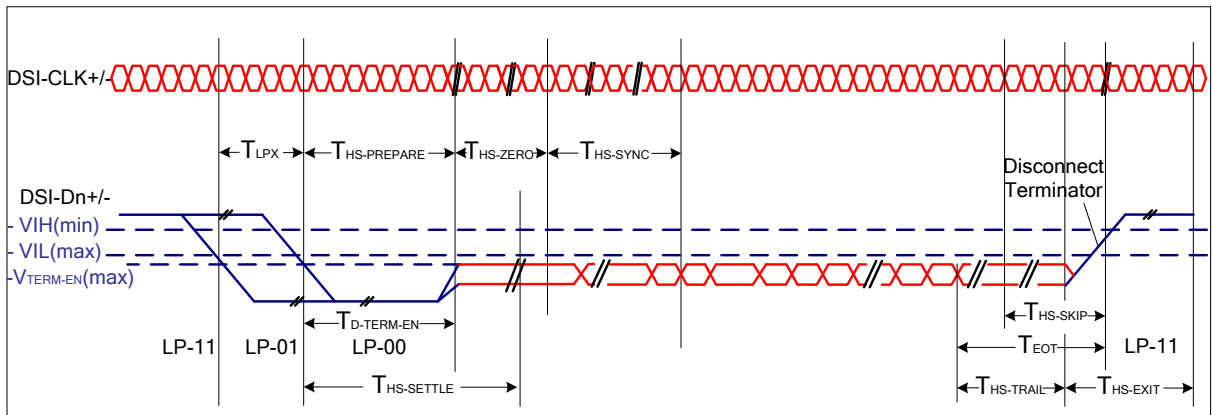 DSI-CLK+/-
TLPX
THS-PREPARE
THS-ZERO
THS-SYNC
Disconnect
Terminator
DSI-Dn+/-
- VIH(min)
- VIL(max)
-VTERM-EN(max)
TD-TERM-EN
THS-SKIP
LP-11
LP-01
LP-00
TEOT
LP-11
THS-SETTLE
THS-TRAIL
THS-EXIT